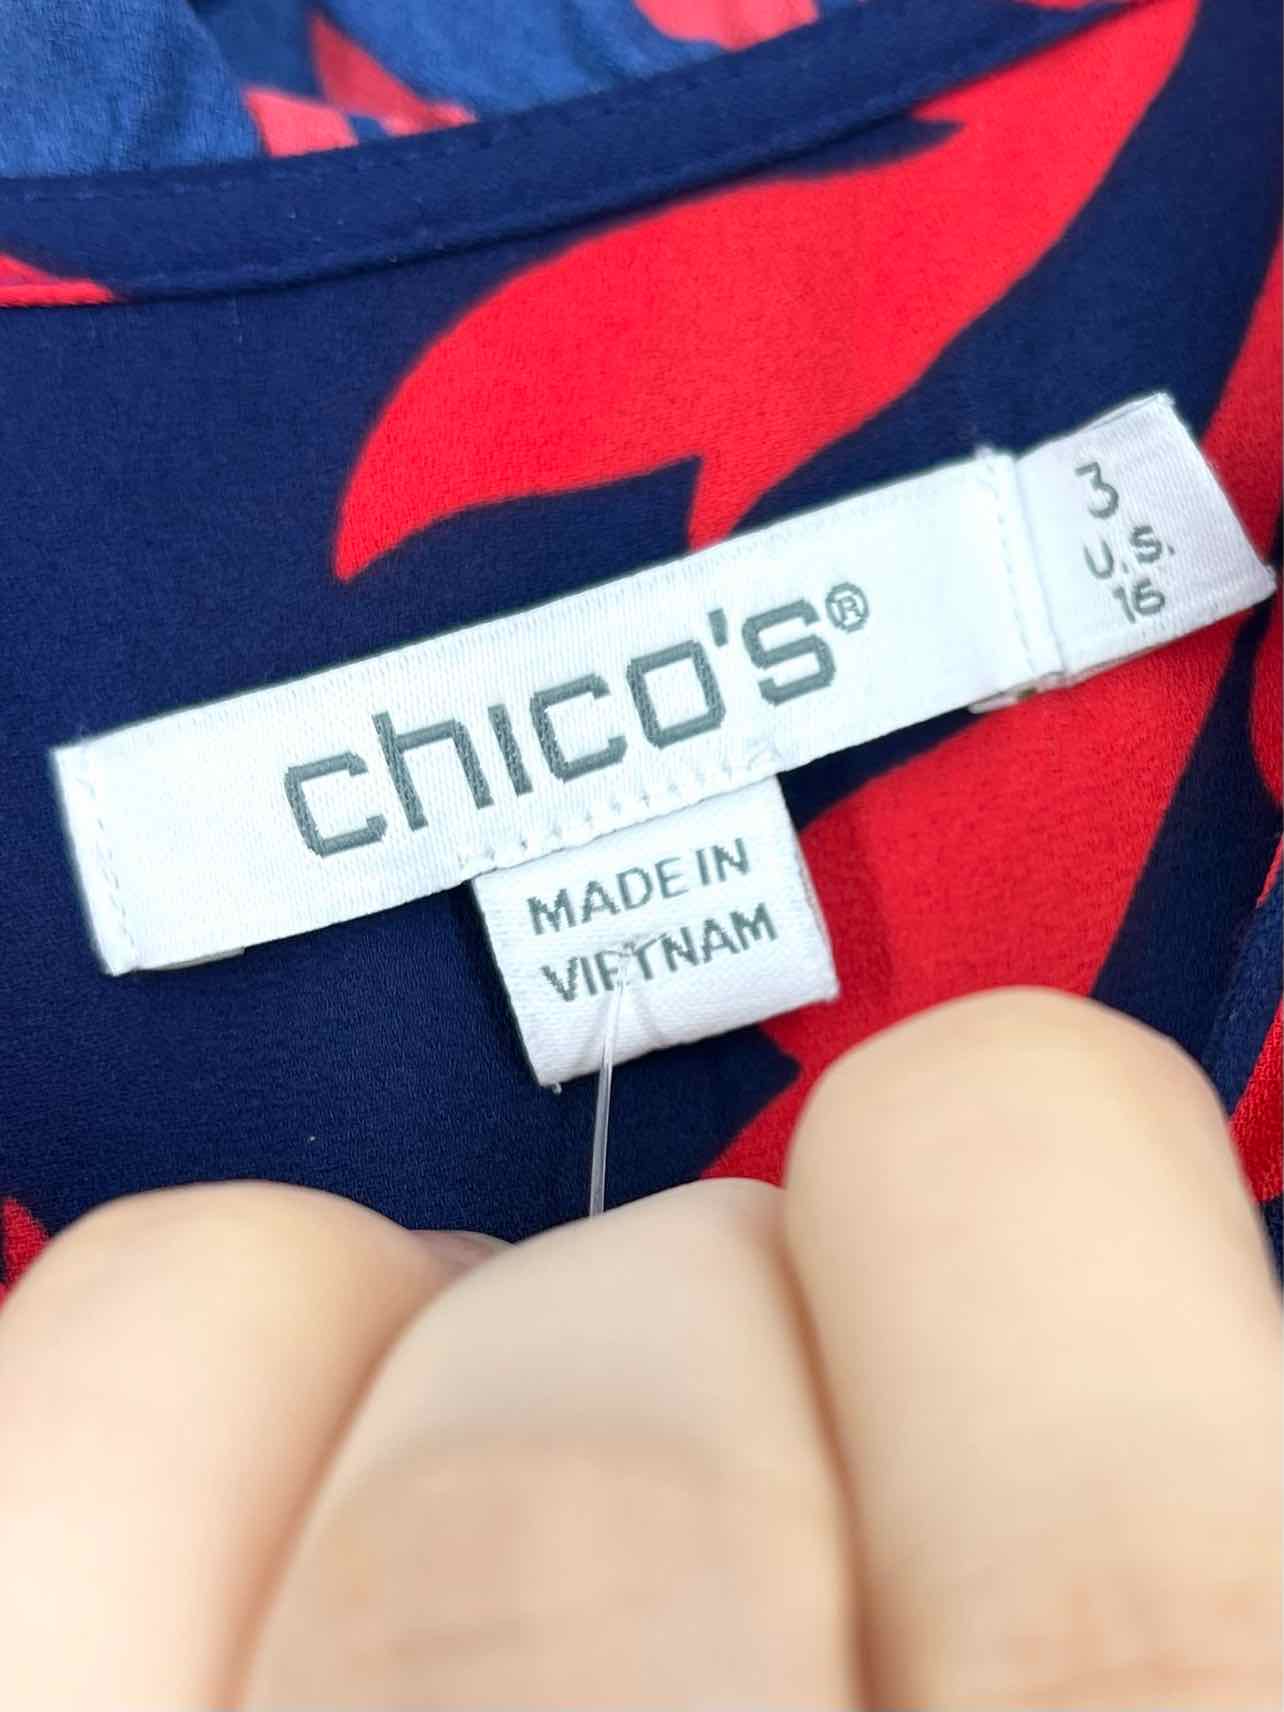 chico's®
3
U.S.
16
MADE IN
VIETNAM